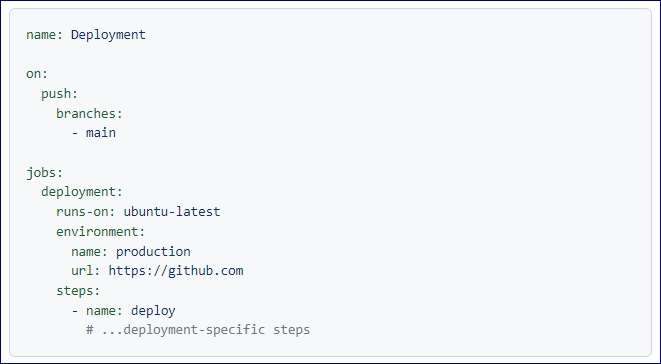 name: Deployment

on:
  push:
    branches:
      - main

jobs:
  deployment:
    runs-on: ubuntu-latest
    environment:
      name: production
      url: https://github.com
    steps:
      - name: deploy
        # ...deployment-specific steps